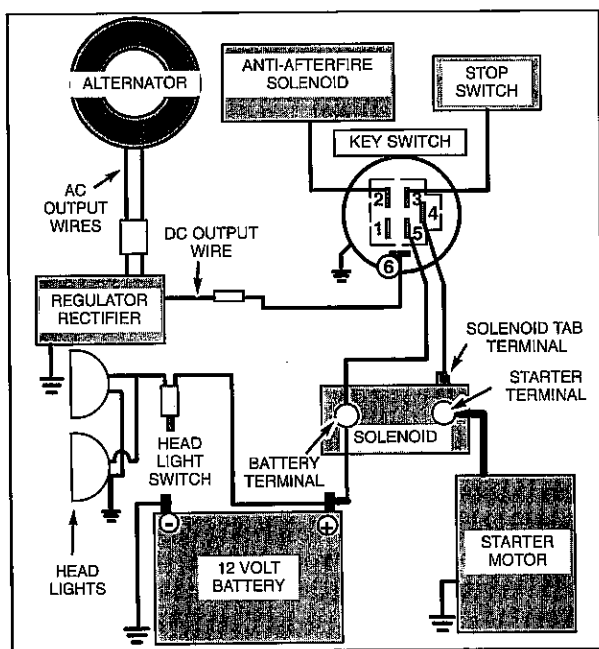 ALTERNATOR
ANTI-AFTERFIRE
SOLENOID
STOP
SWITCH
KEY SWITCH
AC
OUTPUT
WIRES
DC OUTPUT
WIRE
2
3
4
1
5
6
REGULATOR
RECTIFIER
SOLENOID TAB
TERMINAL
STARTER
TERMINAL
SOLENOID
HEAD
LIGHT
SWITCH
BATTERY
TERMINAL
-
+
12 VOLT
BATTERY
STARTER
MOTOR
HEAD
LIGHTS